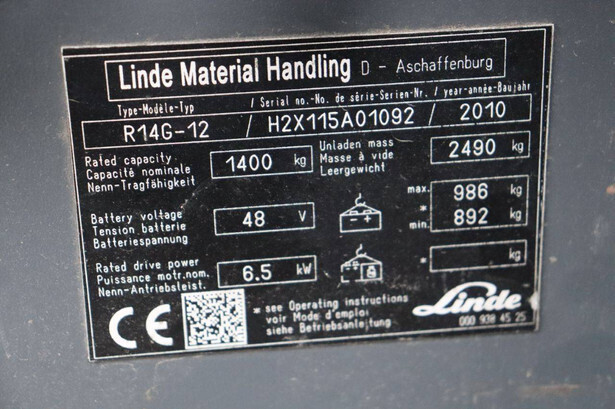 Linde Material Handling D - Aschaffenburg
Type-Modèle-Typ / Serial no.-No. de série-Serien-Nr. / year-année-Baujahr
R14G-12 / H2X115A01092 / 2010
Rated capacity
Capacité nominale
Nenn-Tragfähigkeit
1400 kg
Unladen mass
Masse à vide
Leergewicht
2490 kg
Battery voltage
Tension batterie
Batteriespannung
48 V
- +
max. 986 kg
*
min. 892 kg
Rated drive power
Puissance motr.nom.
Nenn-Antriebsleist.
6.5 kW
* kg
CE
* see Operating instructions
voir Mode d'emploi
siehe Betriebsanleitung
Linde
000 938 45 25